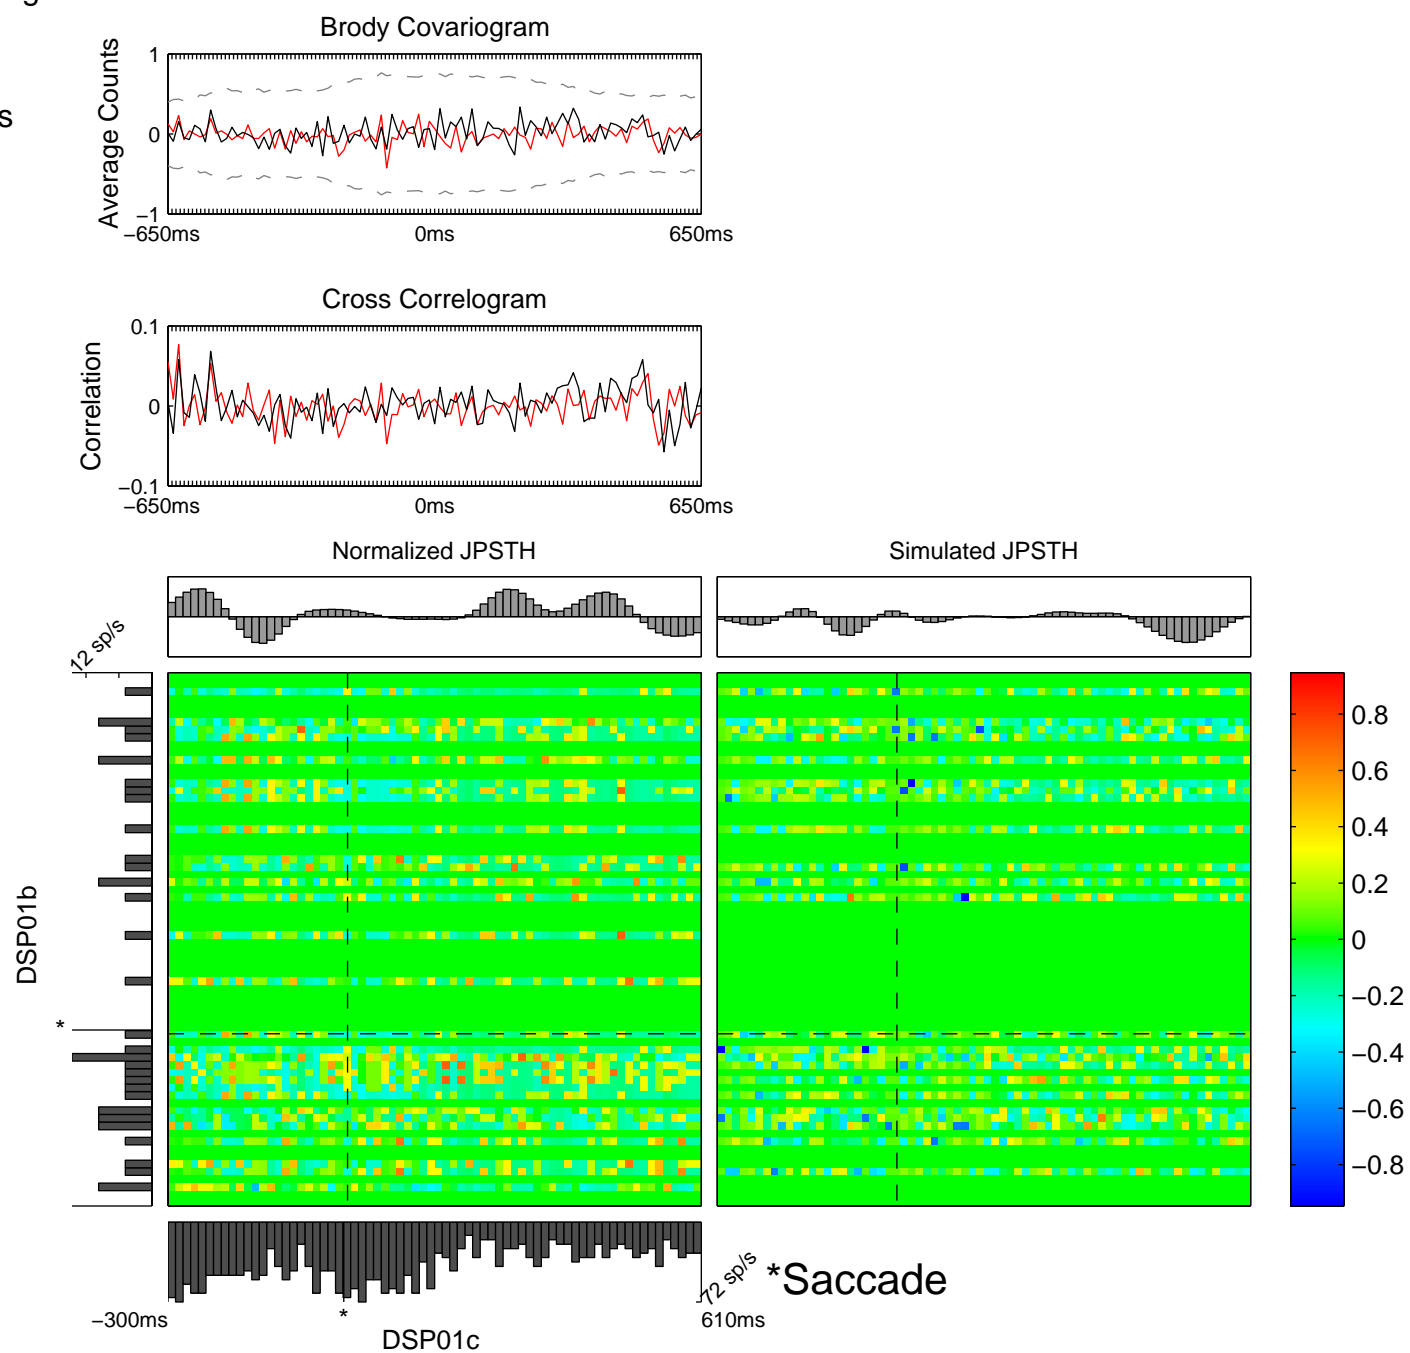 g
s
Brody Covariogram
Average Counts
1
0
−1
−650ms 0ms 650ms
Cross Correlogram
Correlation
0.1
0
−0.1
−650ms 0ms 650ms
Normalized JPSTH
Simulated JPSTH
12 sp/s
DSP01b
*
0.8
0.6
0.4
0.2
0
−0.2
−0.4
−0.6
−0.8
72 sp/s
*Saccade
*
−300ms
610ms
DSP01c